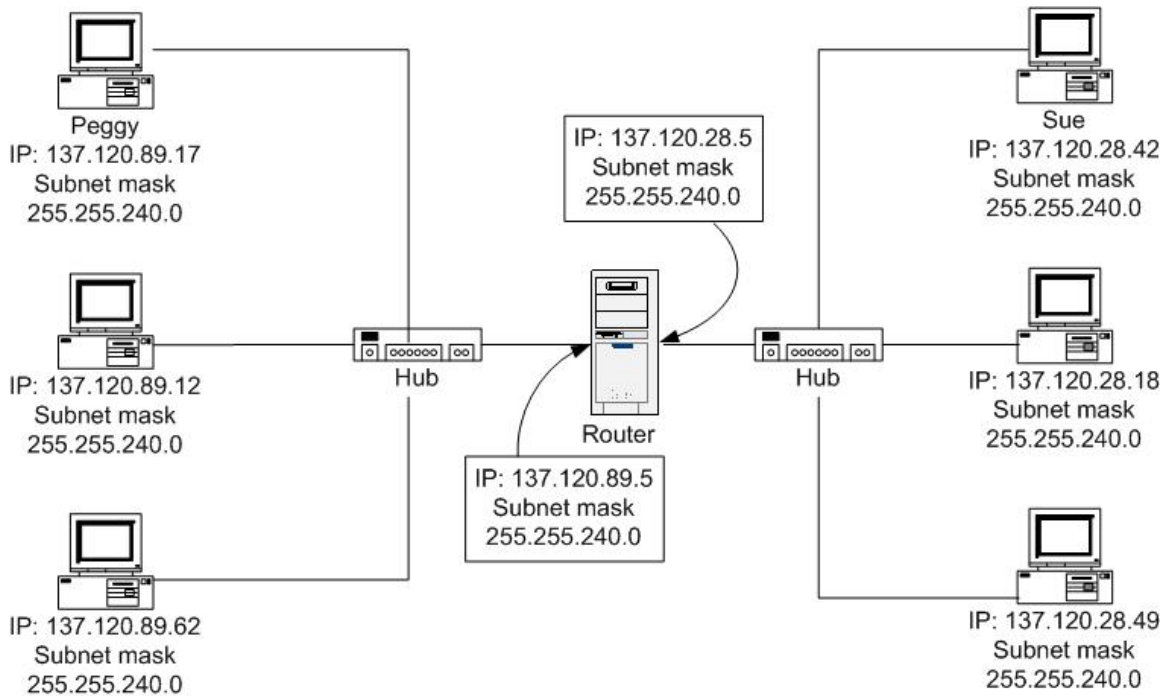 Peggy
IP: 137.120.89.17
Subnet mask
255.255.240.0
IP: 137.120.28.5
Subnet mask
255.255.240.0
Sue
IP: 137.120.28.42
Subnet mask
255.255.240.0
IP: 137.120.89.12
Subnet mask
255.255.240.0
Hub
Router
Hub
IP: 137.120.28.18
Subnet mask
255.255.240.0
IP: 137.120.89.5
Subnet mask
255.255.240.0
IP: 137.120.89.62
Subnet mask
255.255.240.0
IP: 137.120.28.49
Subnet mask
255.255.240.0